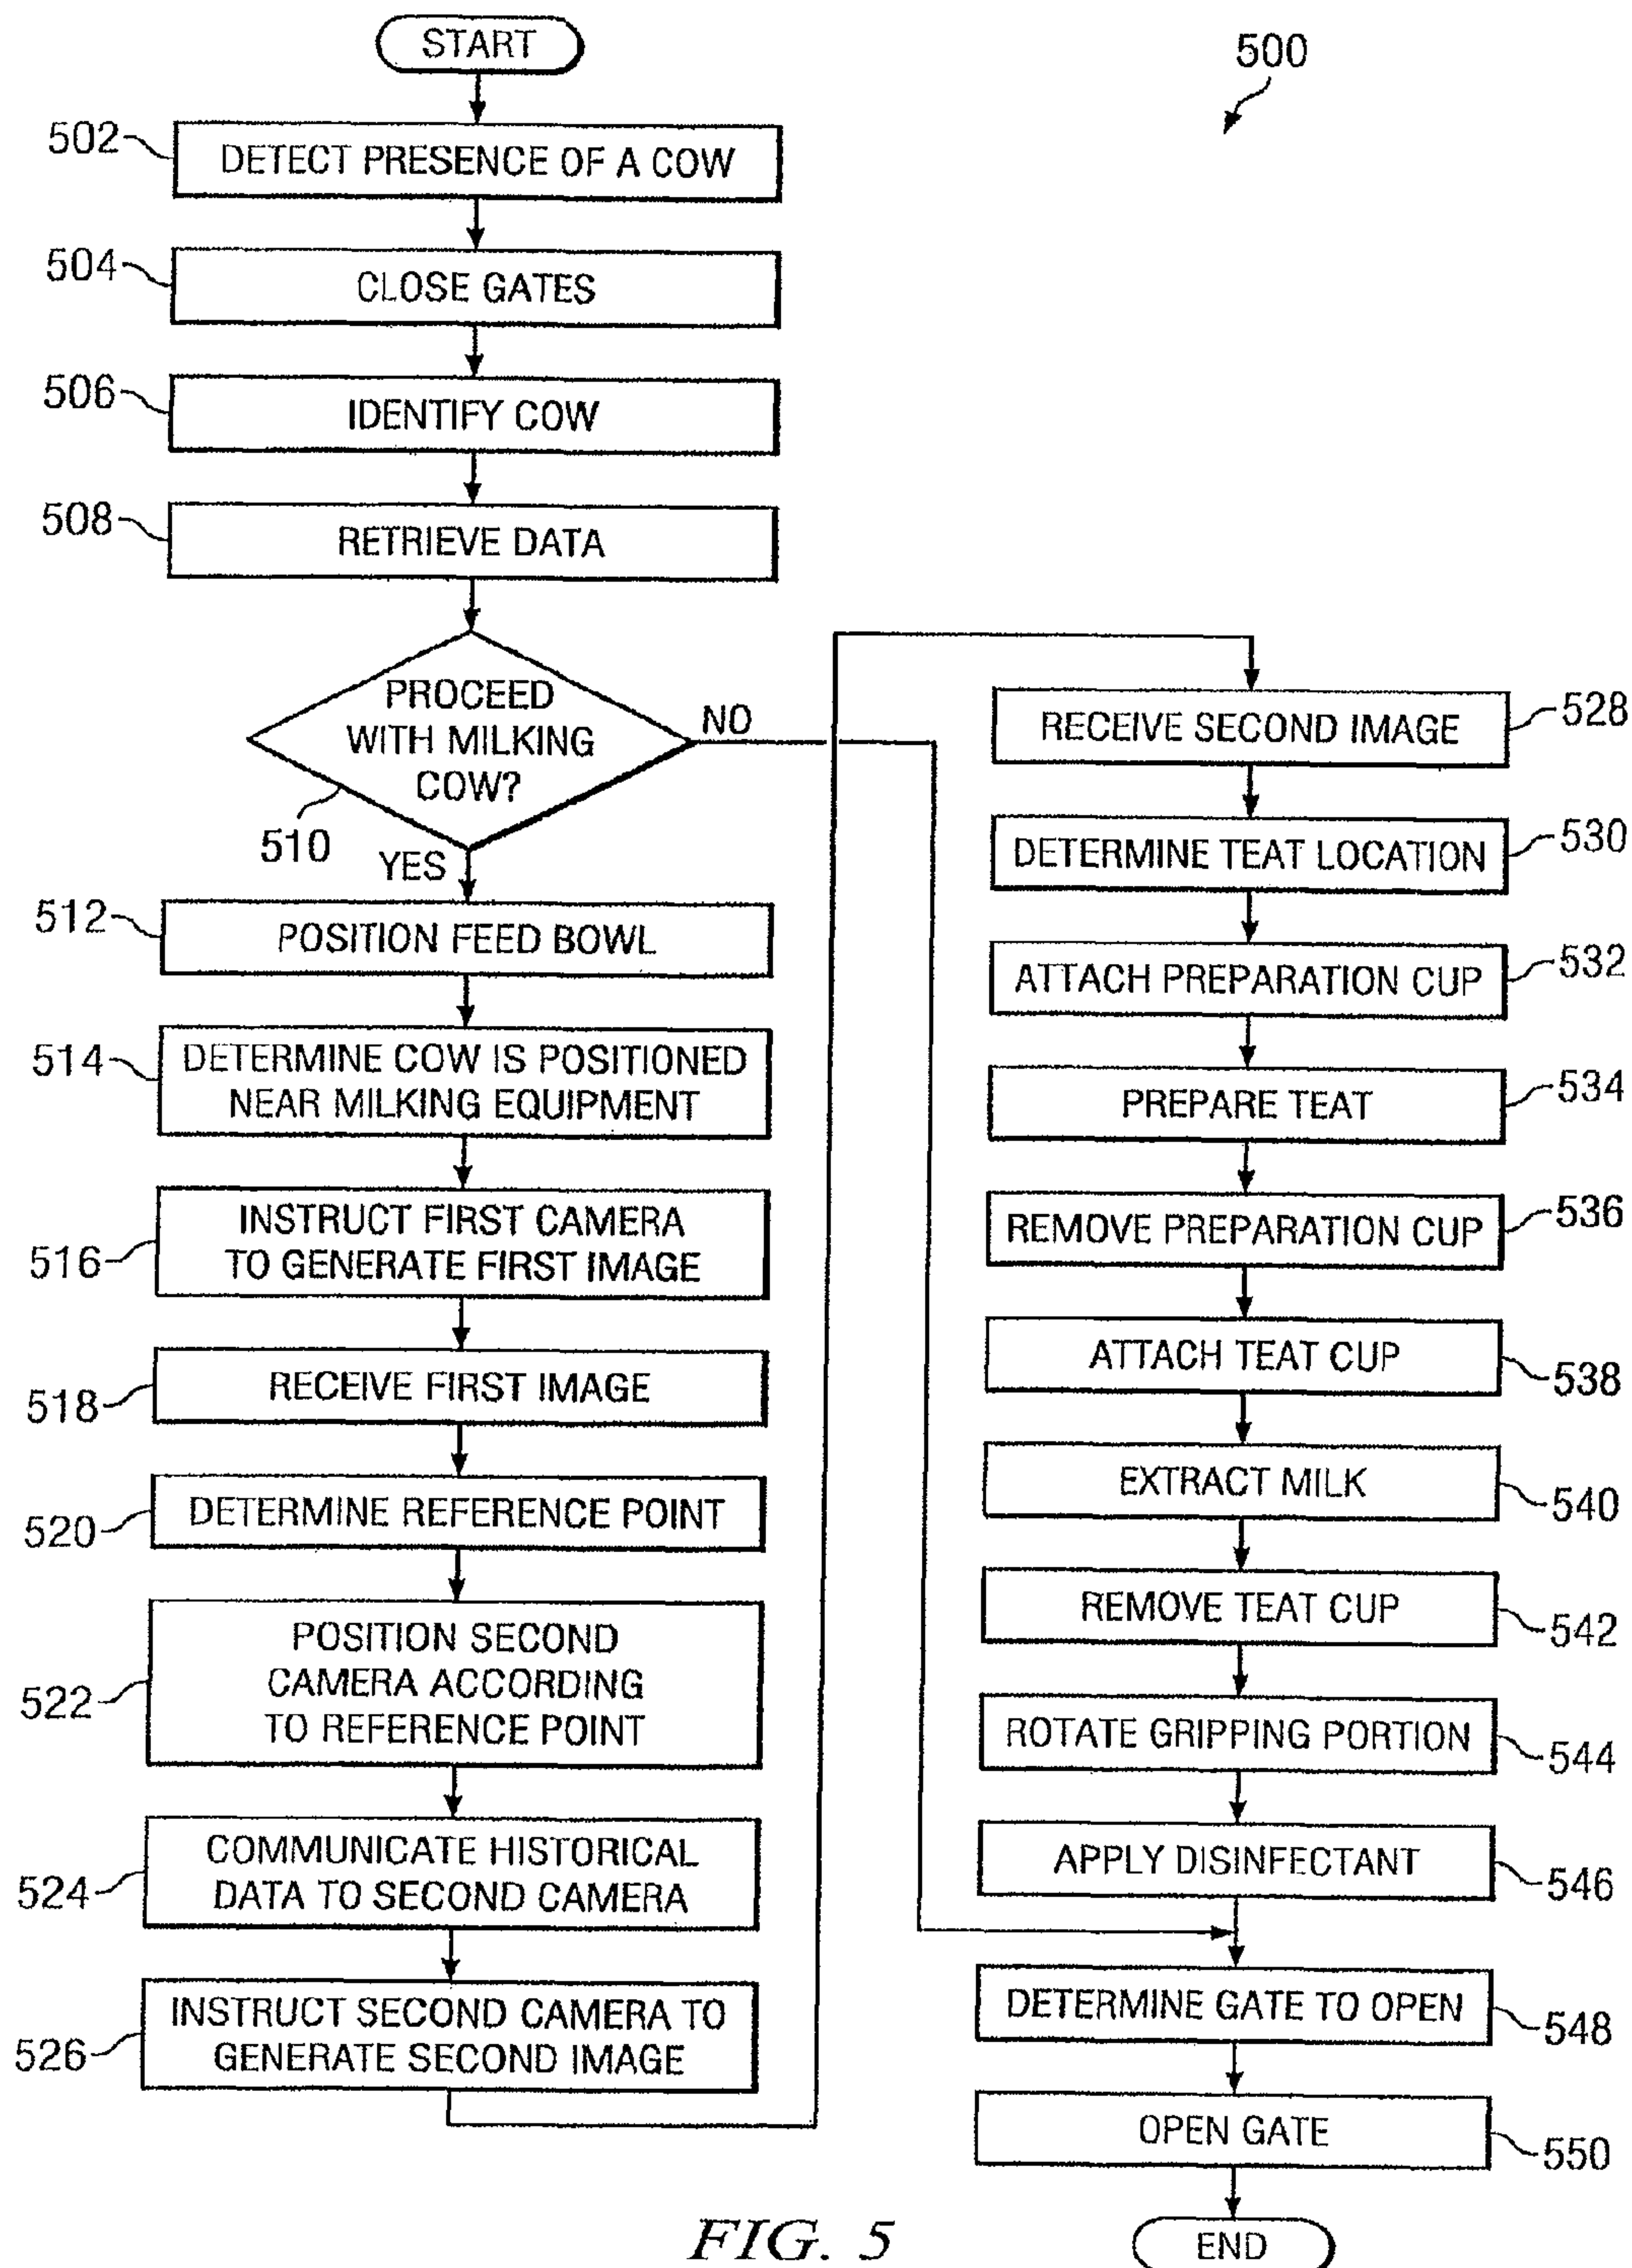 START
500
502
DETECT PRESENCE OF A COW
504
CLOSE GATES
506
IDENTIFY COW
508
RETRIEVE DATA
PROCEED
WITH MILKING
COW?
510
NO
YES
512
POSITION FEED BOWL
514
DETERMINE COW IS POSITIONED
NEAR MILKING EQUIPMENT
516
INSTRUCT FIRST CAMERA
TO GENERATE FIRST IMAGE
518
RECEIVE FIRST IMAGE
520
DETERMINE REFERENCE POINT
522
POSITION SECOND
CAMERA ACCORDING
TO REFERENCE POINT
524
COMMUNICATE HISTORICAL
DATA TO SECOND CAMERA
526
INSTRUCT SECOND CAMERA TO
GENERATE SECOND IMAGE
RECEIVE SECOND IMAGE
528
DETERMINE TEAT LOCATION
530
ATTACH PREPARATION CUP
532
PREPARE TEAT
534
REMOVE PREPARATION CUP
536
ATTACH TEAT CUP
538
EXTRACT MILK
540
REMOVE TEAT CUP
542
ROTATE GRIPPING PORTION
544
APPLY DISINFECTANT
546
DETERMINE GATE TO OPEN
548
OPEN GATE
550
END
FIG. 5